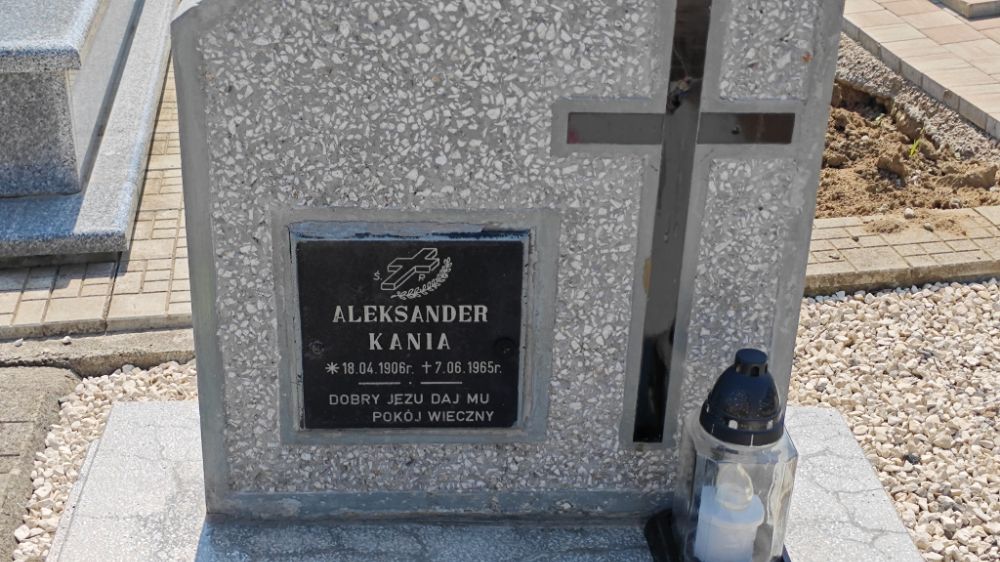 Ś P
ALEKSANDER
KANIA
* 18.04.1906r. † 7.06.1965r.
DOBRY JEZU DAJ MU
POKÓJ WIECZNY